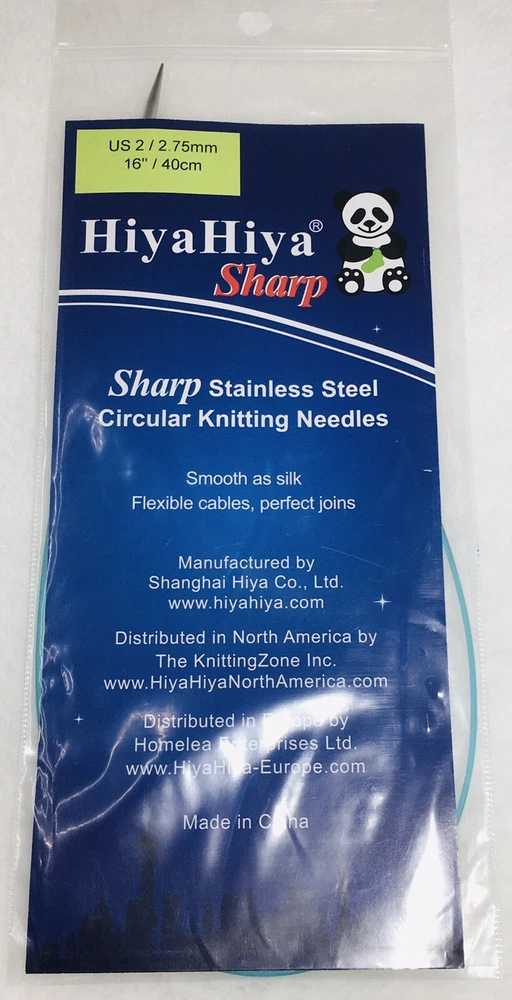 US 2 / 2.75mm
16" / 40cm
HiyaHiya®
Sharp
Sharp Stainless Steel
Circular Knitting Needles
Smooth as silk
Flexible cables, perfect joins
Manufactured by
Shanghai Hiya Co., Ltd.
www.hiyahiya.com
Distributed in North America by
The KnittingZone Inc.
www.HiyaHiyaNorthAmerica.com
Distributed in Europe by
Homelea Enterprises Ltd.
www.HiyaHiya-Europe.com
Made in China